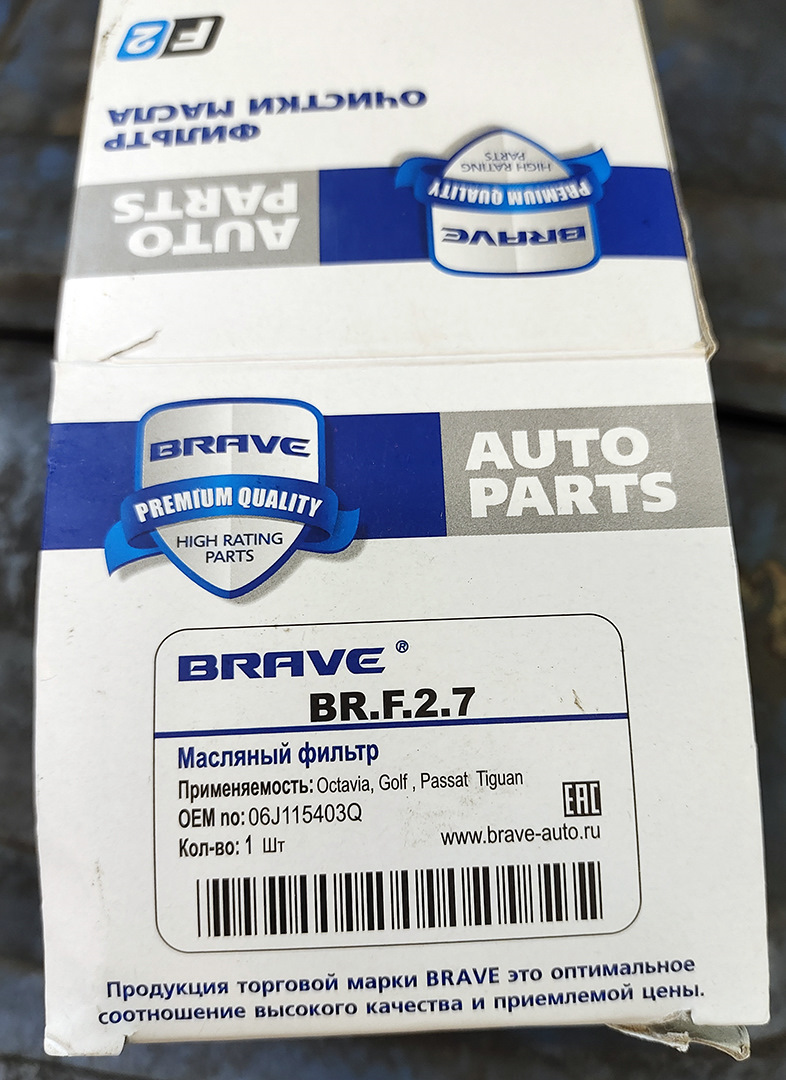 F2
ФИЛЬТР
ОЧИСТКИ МАСЛА
AUTO
PARTS
BRAVE
PREMIUM QUALITY
HIGH RATING
PARTS
BRAVE
PREMIUM QUALITY
HIGH RATING
PARTS
AUTO
PARTS
BRAVE®
BR.F.2.7
Масляный фильтр
Применяемость: Octavia, Golf , Passat Tiguan
OEM no: 06J115403Q
Кол-во: 1 Шт
EAC
www.brave-auto.ru
Продукция торговой марки BRAVE это оптимальное
соотношение высокого качества и приемлемой цены.